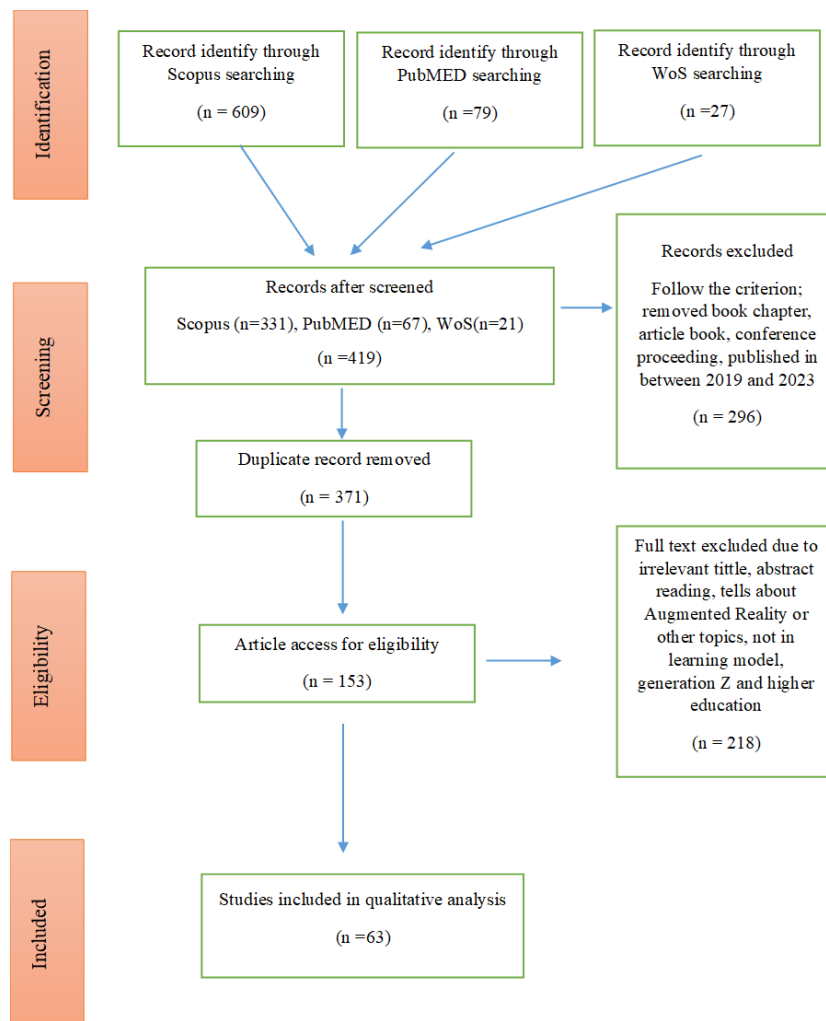 Identification
Record identify through
Scopus searching
(n = 609)
Record identify through
PubMED searching
(n =79)
Record identify through
WoS searching
(n =27)
Screening
Records after screened
Scopus (n=331), PubMED (n=67), WoS(n=21)
(n =419)
Records excluded
Follow the criterion;
removed book chapter,
article book, conference
proceeding, published in
between 2019 and 2023
(n = 296)
Duplicate record removed
(n = 371)
Eligibility
Article access for eligibility
(n = 153)
Full text excluded due to
irrelevant tittle, abstract
reading, tells about
Augmented Reality or
other topics, not in
learning model,
generation Z and higher
education
(n = 218)
Included
Studies included in qualitative analysis
(n =63)